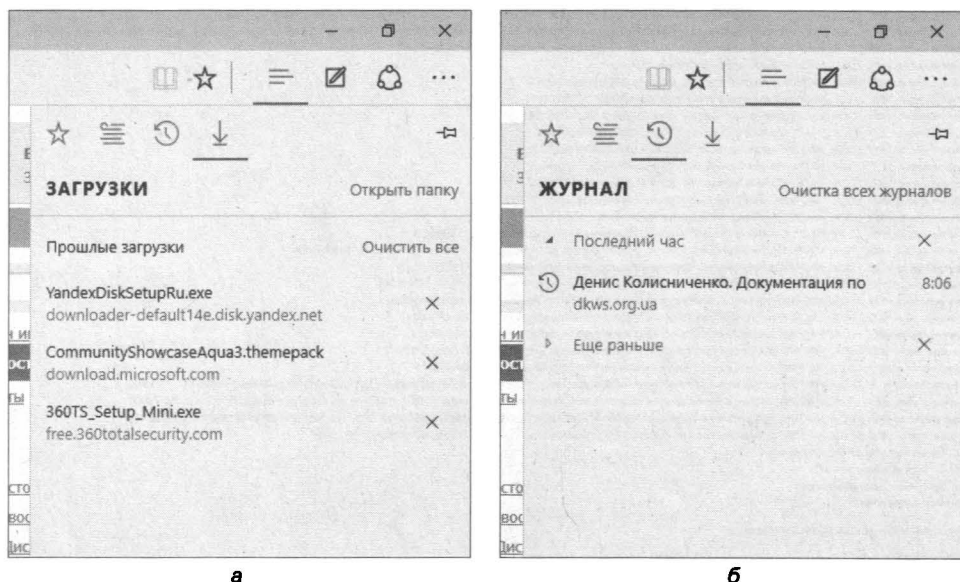 ЗАГРУЗКИ
Открыть папку
Прошлые загрузки
Очистить все
YandexDiskSetupRu.exe
downloader-default14e.disk.yandex.net
CommunityShowcaseAqua3.themepack
download.microsoft.com
360TS_Setup_Mini.exe
free.360totalsecurity.com
а
ЖУРНАЛ
Очистка всех журналов
Последний час
Денис Колисниченко. Документация по
8:06
dkws.org.ua
Еще раньше
б